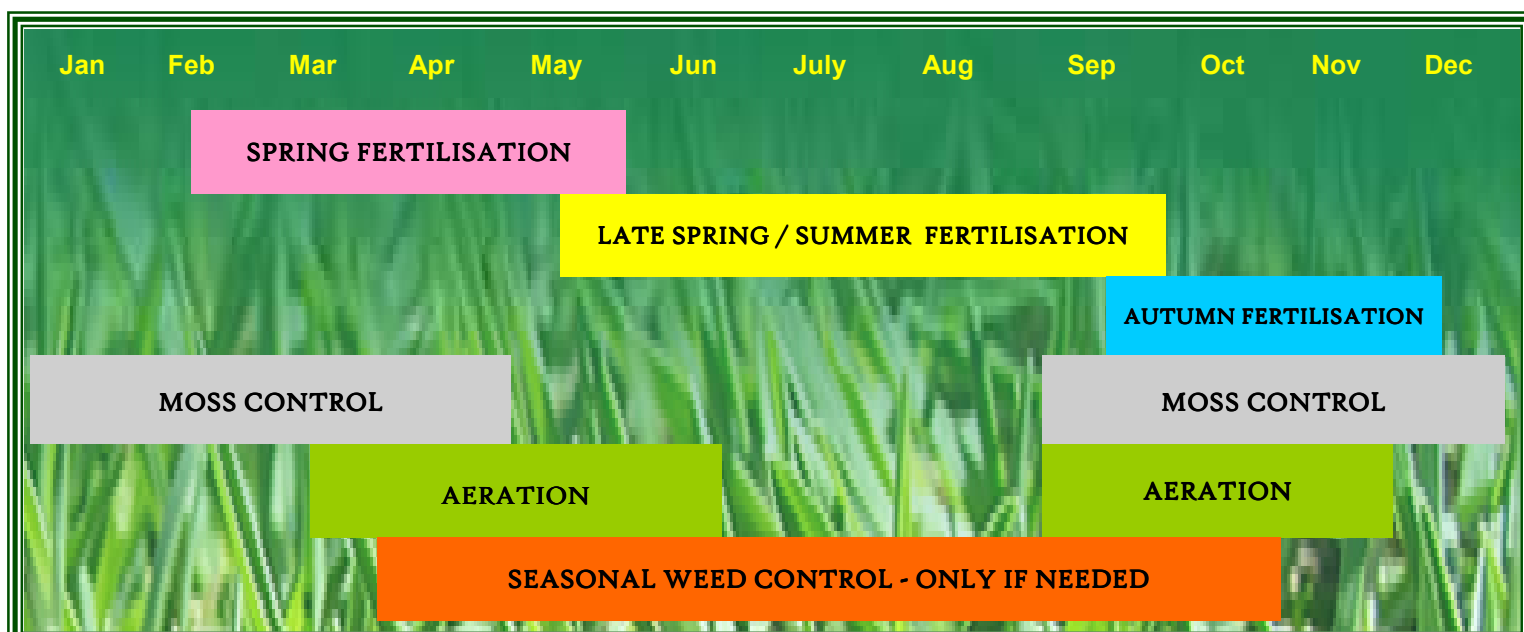 Jan Feb Mar Apr May Jun July Aug Sep Oct Nov Dec
SPRING FERTILISATION
LATE SPRING / SUMMER FERTILISATION
AUTUMN FERTILISATION
MOSS CONTROL MOSS CONTROL
AERATION AERATION
SEASONAL WEED CONTROL - ONLY IF NEEDED